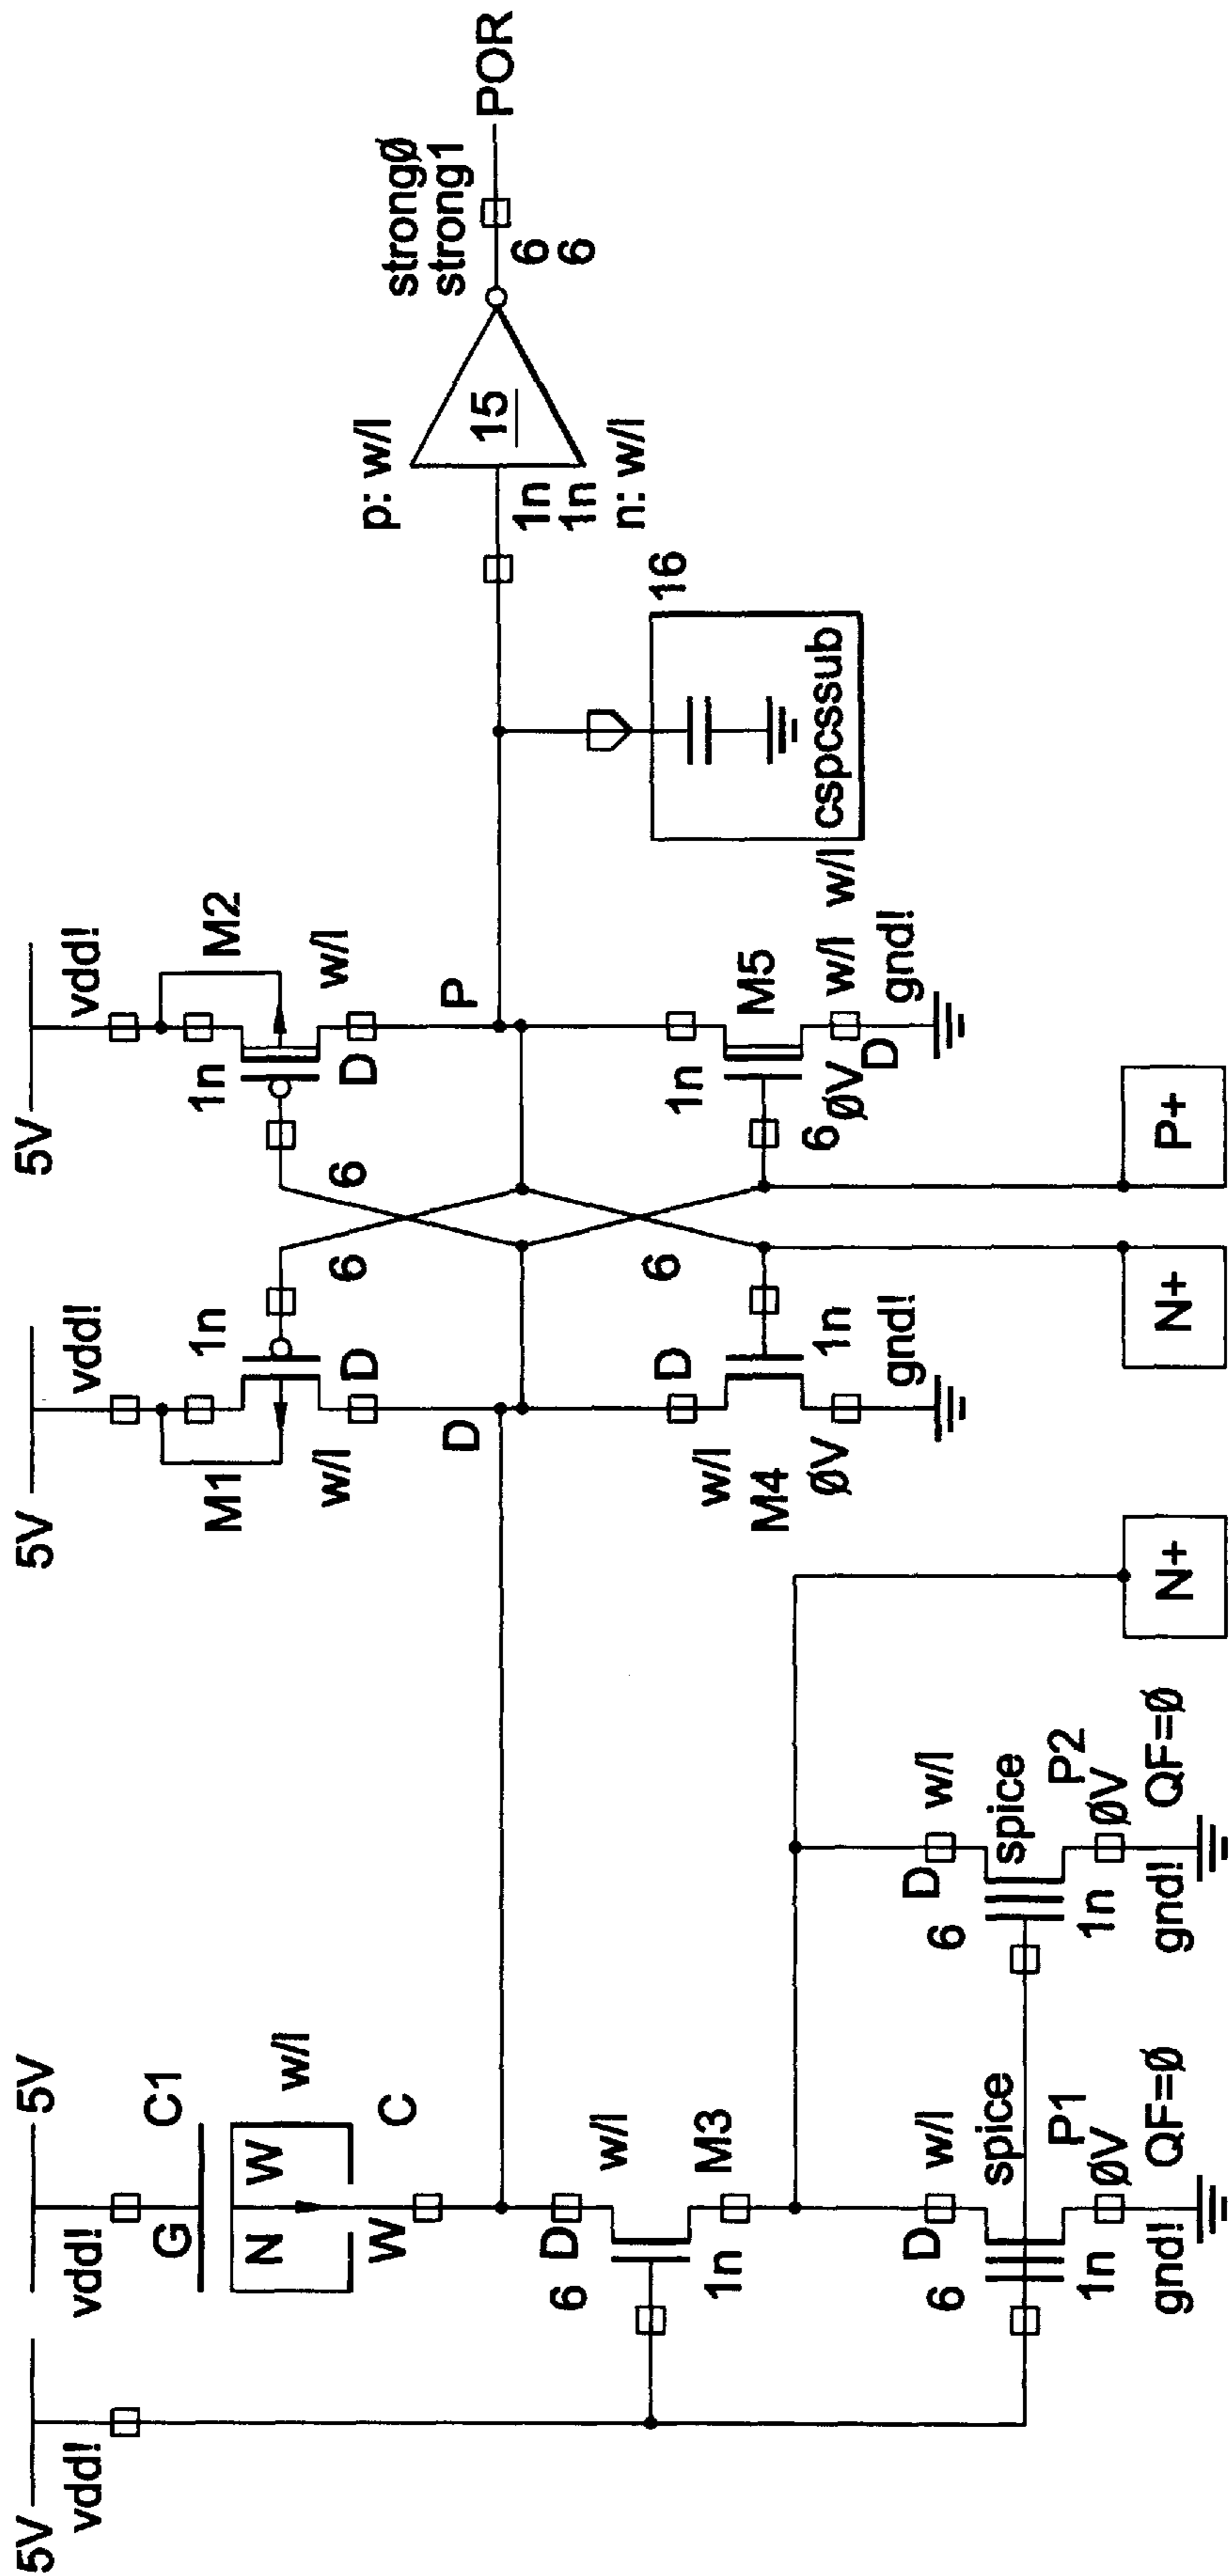 5V
5V
5V
5V
vdd!
vdd!
vdd!
vdd!
G
C1
M1
1n
1n
M2
N
W
w/l
w/l
w/l
D
6
6
D
W
C
p: w/l
strongØ
strong1
D
P
15
POR
1n
6
1n
6
n: w/l
6
D
w/l
6
D
1n
16
1n
M3
w/l
M4
M5
1n
6
ØV
ØV
w/l
w/l
cspcssub
D
gnd!
gnd!
6
D
w/l
6
D
w/l
spice
spice
1n
P1
1n
P2
ØV
ØV
gnd!
QF=Ø
gnd!
QF=Ø
N+
N+
P+